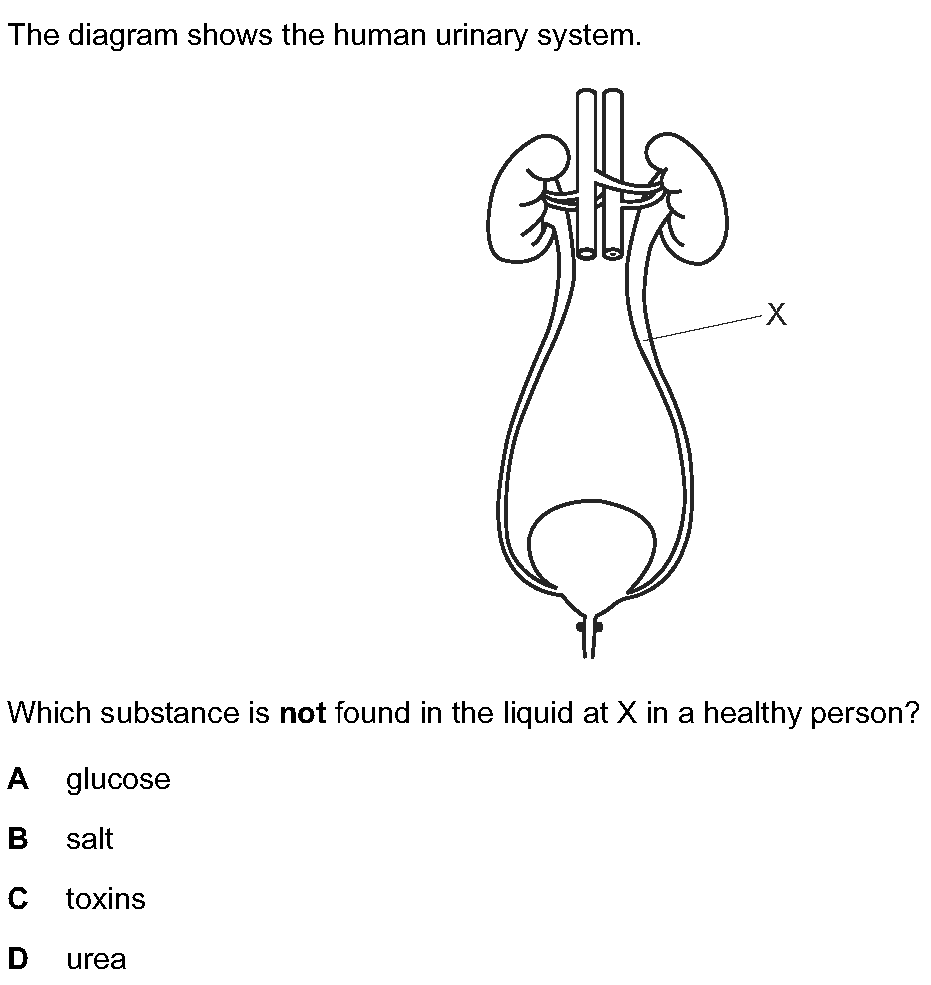 The diagram shows the human urinary system.
X
Which substance is not found in the liquid at X in a healthy person?
A glucose
B salt
C toxins
D urea